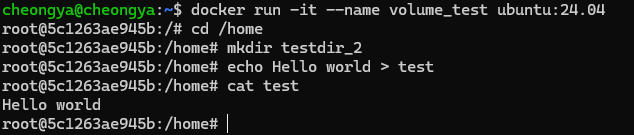 cheongya@cheongya:~$ docker run -it --name volume_test ubuntu:24.04
root@5c1263ae945b:/# cd /home
root@5c1263ae945b:/home# mkdir testdir_2
root@5c1263ae945b:/home# echo Hello world > test
root@5c1263ae945b:/home# cat test
Hello world
root@5c1263ae945b:/home#